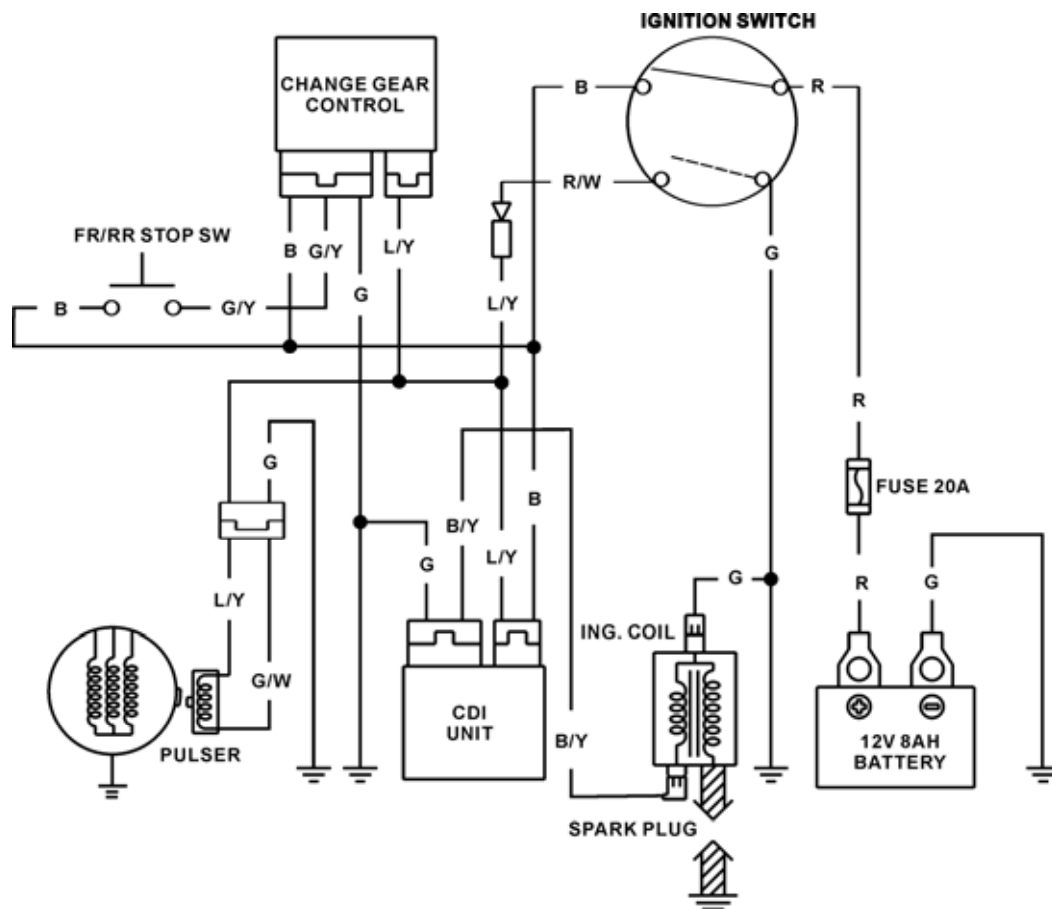 IGNITION SWITCH
CHANGE GEAR
CONTROL
B
R
R/W
FR/RR STOP SW
B
G/Y
L/Y
G
G
B
G/Y
L/Y
R
G
FUSE 20A
B/Y
B
G
L/Y
R
G
L/Y
G
ING. COIL
G/W
CDI
UNIT
B/Y
PULSER
12V 8AH
BATTERY
SPARK PLUG